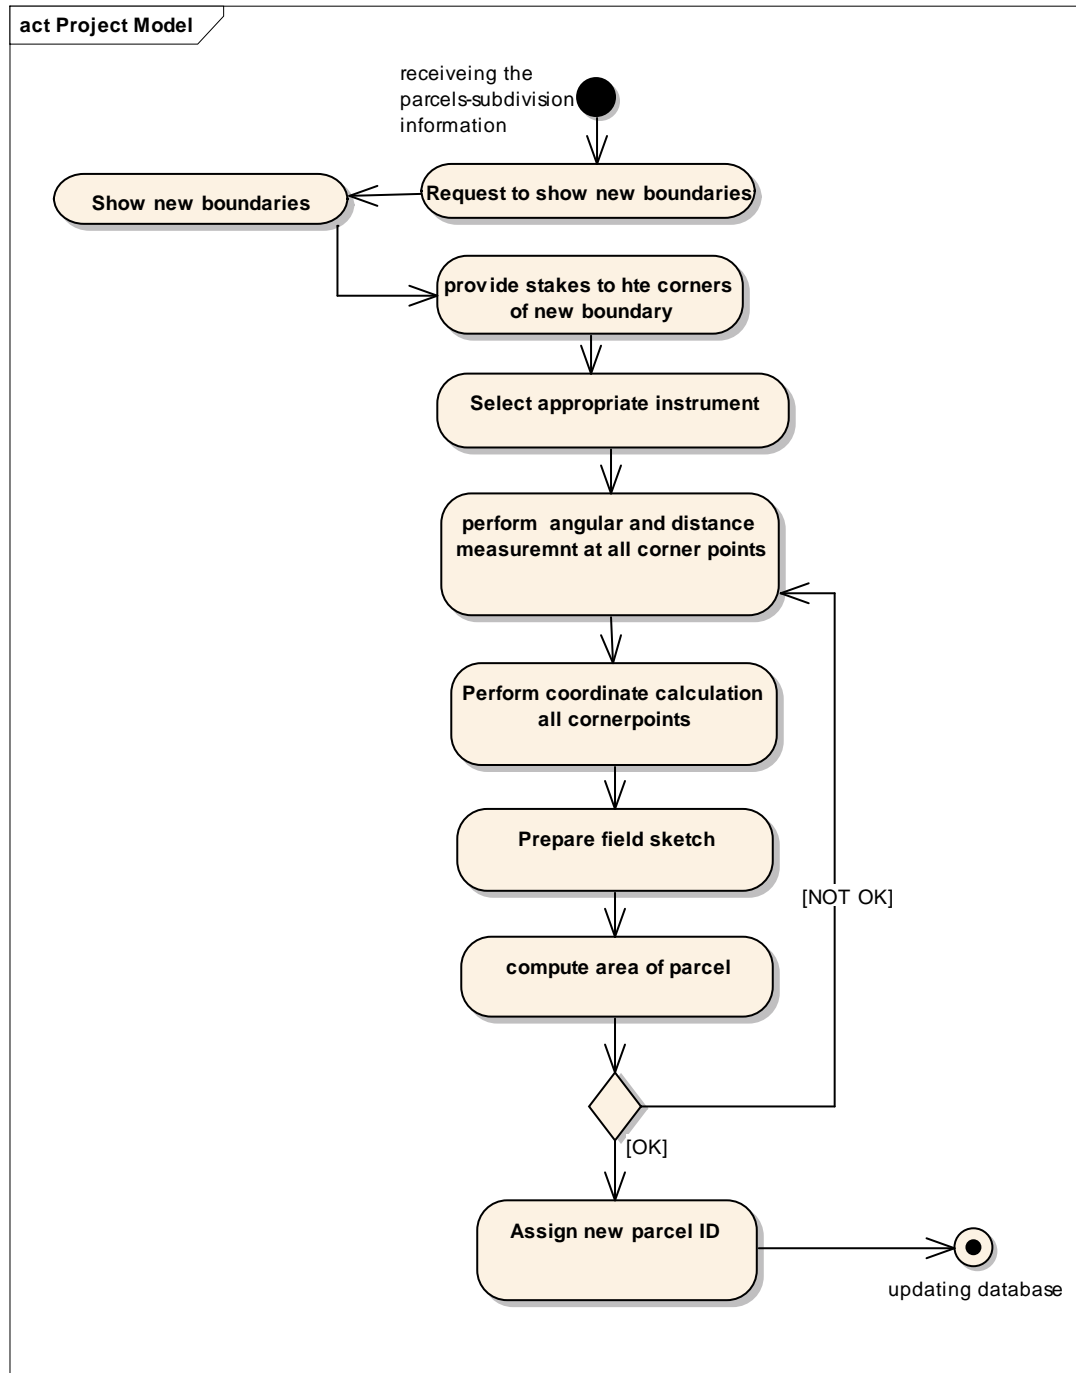 act Project Model
receiveing the
parcels-subdivision
information
Request to show new boundaries
Show new boundaries
provide stakes to hte corners
of new boundary
Select appropriate instrument
perform angular and distance
measuremnt at all corner points
Perform coordinate calculation
all cornerpoints
Prepare field sketch
[NOT OK]
compute area of parcel
[OK]
Assign new parcel ID
updating database